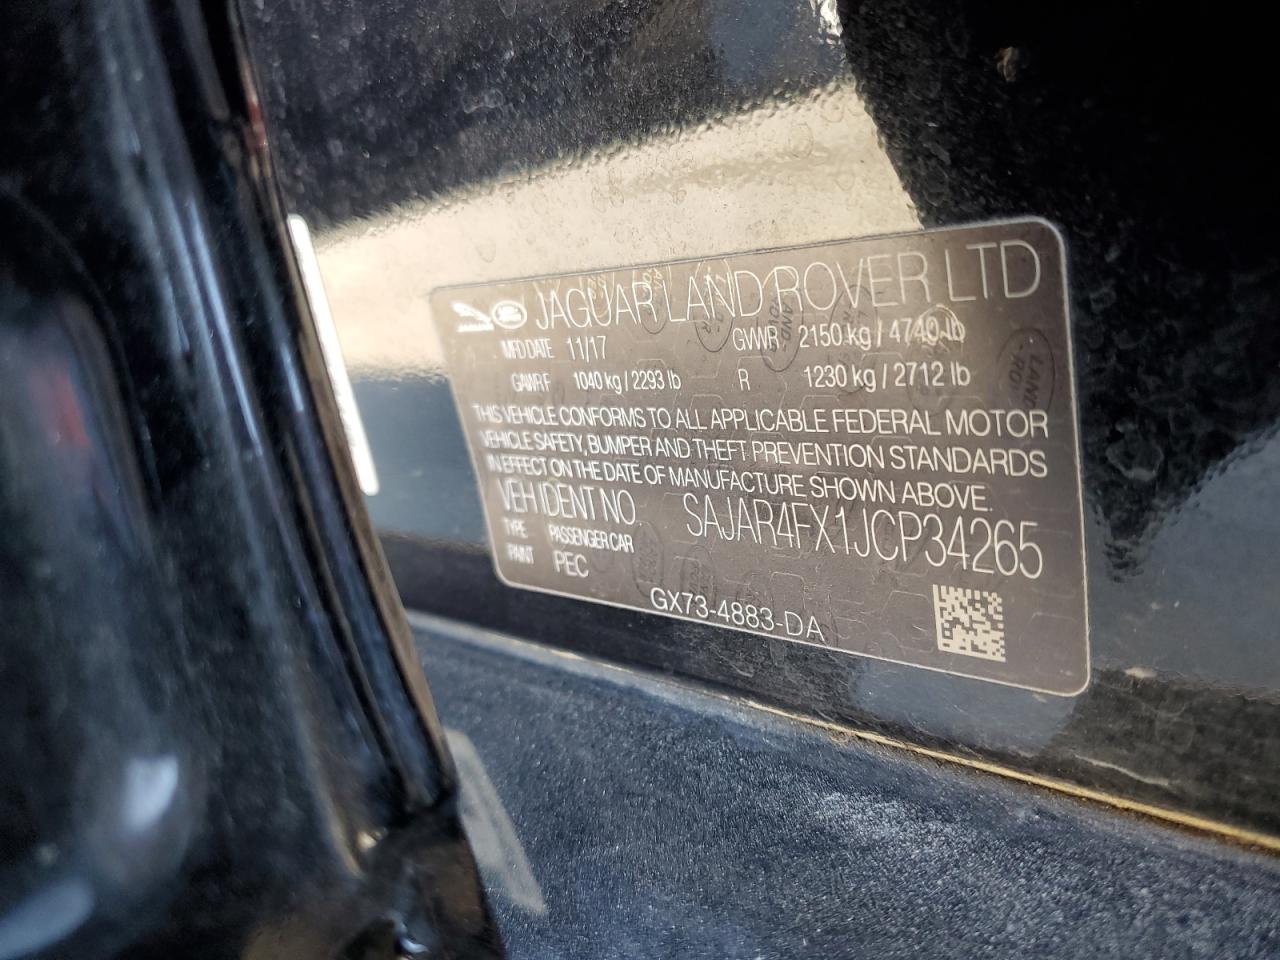 JAGUAR LAND ROVER LTD
MFD DATE 11/17 GVWR 2150 kg / 4740 lb
GAWR F 1040 kg / 2293 lb R 1230 kg / 2712 lb
THIS VEHICLE CONFORMS TO ALL APPLICABLE FEDERAL MOTOR
VEHICLE SAFETY, BUMPER AND THEFT PREVENTION STANDARDS
IN EFFECT ON THE DATE OF MANUFACTURE SHOWN ABOVE.
VEH IDENT NO. SAJAR4FX1JCP34265
TYPE PASSENGER CAR
PAINT PEC
GX73-4883-DA